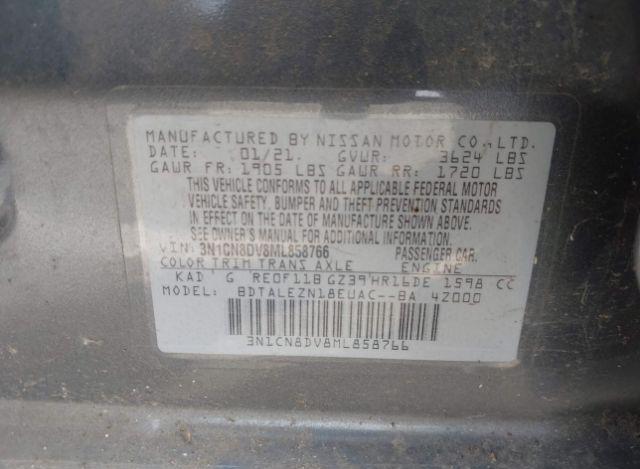 MANUFACTURED BY NISSAN MOTOR CO., LTD.
DATE: 01/21. GVWR: 3624 LBS
GAWR FR: 1905 LBS GAWR RR: 1720 LBS
THIS VEHICLE CONFORMS TO ALL APPLICABLE FEDERAL MOTOR
VEHICLE SAFETY, BUMPER AND THEFT PREVENTION STANDARDS
IN EFFECT ON THE DATE OF MANUFACTURE SHOWN ABOVE.
SEE OWNER'S MANUAL FOR ADDITIONAL INFORMATION.
VIN: 3N1CN8DV8ML858766 PASSENGER CAR.
COLOR TRIM TRANS AXLE ENGINE
KAD G RE0F11B GZ39 HR16DE 1598 CC
MODEL: BDTALEZN18EUAC--BA 4Z000
3N1CN8DV8ML858766